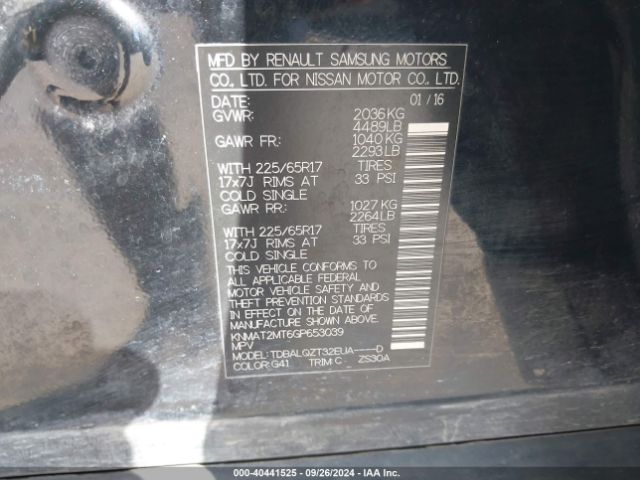 MFD BY RENAULT SAMSUNG MOTORS
CO., LTD. FOR NISSAN MOTOR CO., LTD.
DATE: 01/16
GVWR: 2036KG
4489LB
GAWR FR: 1040 KG
2293LB
WITH 225/65R17 TIRES
17x7J RIMS AT 33 PSI
COLD SINGLE
GAWR RR: 1027 KG
2264LB
WITH 225/65R17 TIRES
17x7J RIMS AT 33 PSI
COLD SINGLE
THIS VEHICLE CONFORMS TO
ALL APPLICABLE FEDERAL
MOTOR VEHICLE SAFETY AND
THEFT PREVENTION STANDARDS
IN EFFECT ON THE DATE OF
MANUFACTURE SHOWN ABOVE.
KNMAT2MT6GP653039
MPV
MODEL: TDBALQZT32EUA----D
COLOR:G41 TRIM:C ZS30A
000-40441525 - 09/26/2024 - IAA Inc.